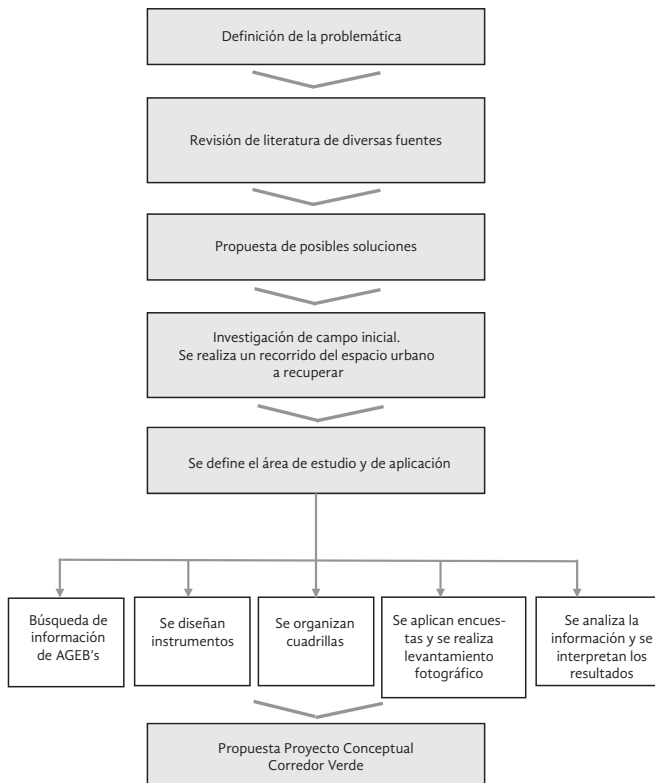 Definición de la problemática
Revisión de literatura de diversas fuentes
Propuesta de posibles soluciones
Investigación de campo inicial.
Se realiza un recorrido del espacio urbano
a recuperar
Se define el área de estudio y de aplicación
Búsqueda de
información
de AGEB's
Se diseñan
instrumentos
Se organizan
cuadrillas
Se aplican encues-
tas y se realiza
levantamiento
fotográfico
Se analiza la
información y se
interpretan los
resultados
Propuesta Proyecto Conceptual
Corredor Verde